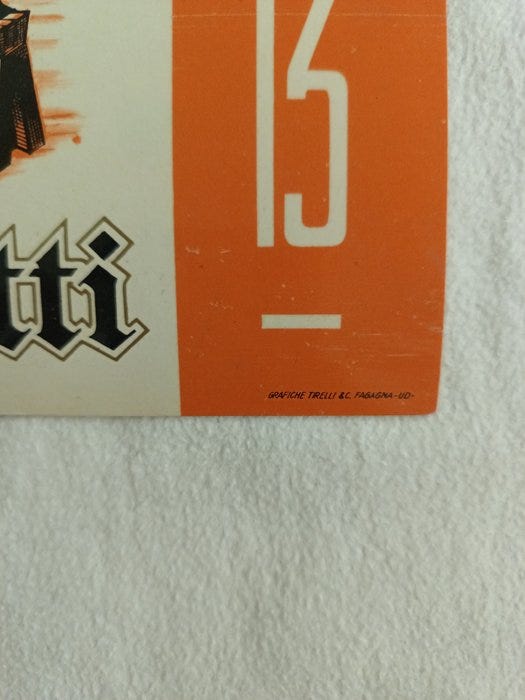 13
tti
GRAFICHE TIRELLI & C. FAGAGNA -UD-